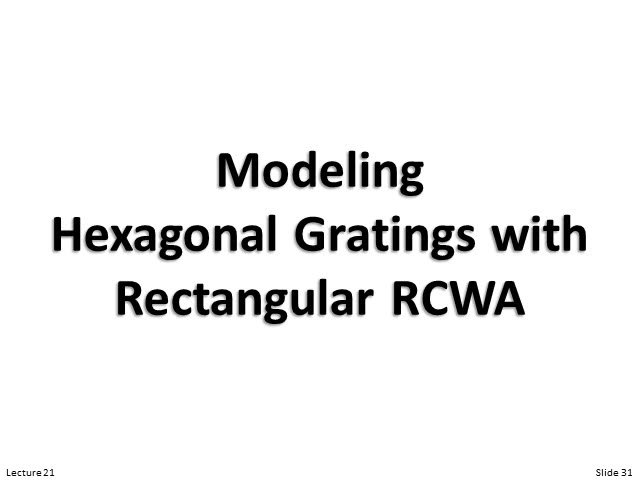 Modeling
Hexagonal Gratings with
Rectangular RCWA
Lecture 21
Slide 31